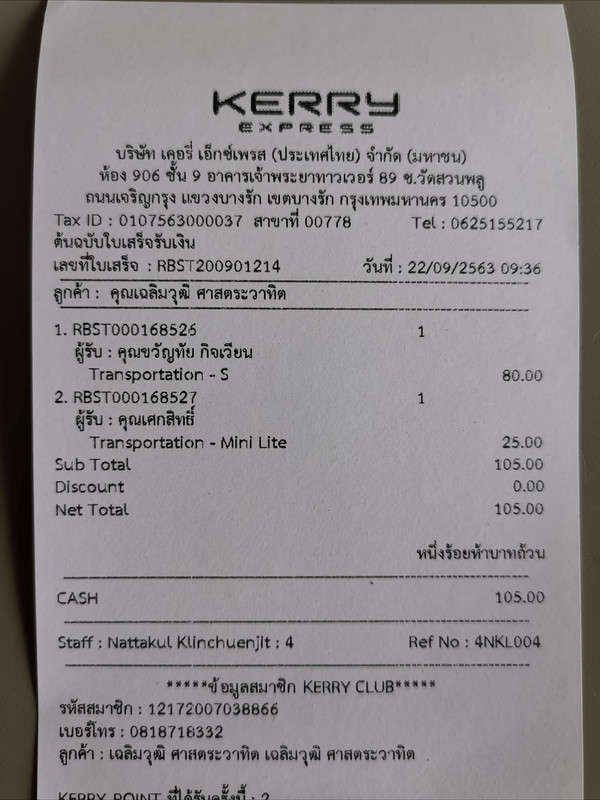 KERRY
EXPRESS
บริษัท เคอรี่ เอ็กซ์เพรส (ประเทศไทย) จำกัด (มหาชน)
ห้อง 906 ชั้น 9 อาคารเจ้าพระยาทาวเวอร์ 89 ซ.วัดสวนพลู
ถนนเจริญกรุง แขวงบางรัก เขตบางรัก กรุงเทพมหานคร 10500
Tax ID : 0107563000037 สาขาที่ 00778 Tel : 0625155217
ต้นฉบับใบเสร็จรับเงิน
เลขที่ใบเสร็จ : RBST200901214 วันที่ : 22/09/2563 09:36
ลูกค้า : คุณเฉลิมวุฒิ ศาสตระวาทิต
1. RBST000168526 1
ผู้รับ : คุณขวัญทัย กิจเวียน
Transportation - S 80.00
2. RBST000168527 1
ผู้รับ : คุณเศกสิทธิ์
Transportation - Mini Lite 25.00
Sub Total 105.00
Discount 0.00
Net Total 105.00
หนึ่งร้อยห้าบาทถ้วน
CASH 105.00
Staff : Nattakul Klinchuenjit : 4 Ref No : 4NKL004
*****ข้อมูลสมาชิก KERRY CLUB*****
รหัสสมาชิก : 12172007038866
เบอร์โทร : 0818718332
ลูกค้า : เฉลิมวุฒิ ศาสตระวาทิต เฉลิมวุฒิ ศาสตระวาทิต
KERRY POINT ที่ได้รับครั้งนี้ : 2